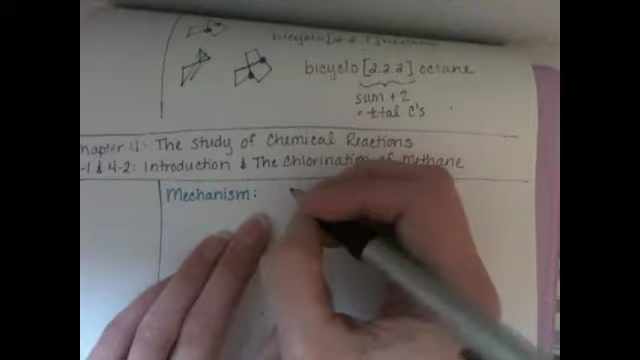 bicyclo [2.2.2] octane
sum + 2
= total C's
Chapter 4: The Study of Chemical Reactions
-1 & 4-2: Introduction & The Chlorination of Methane
Mechanism: